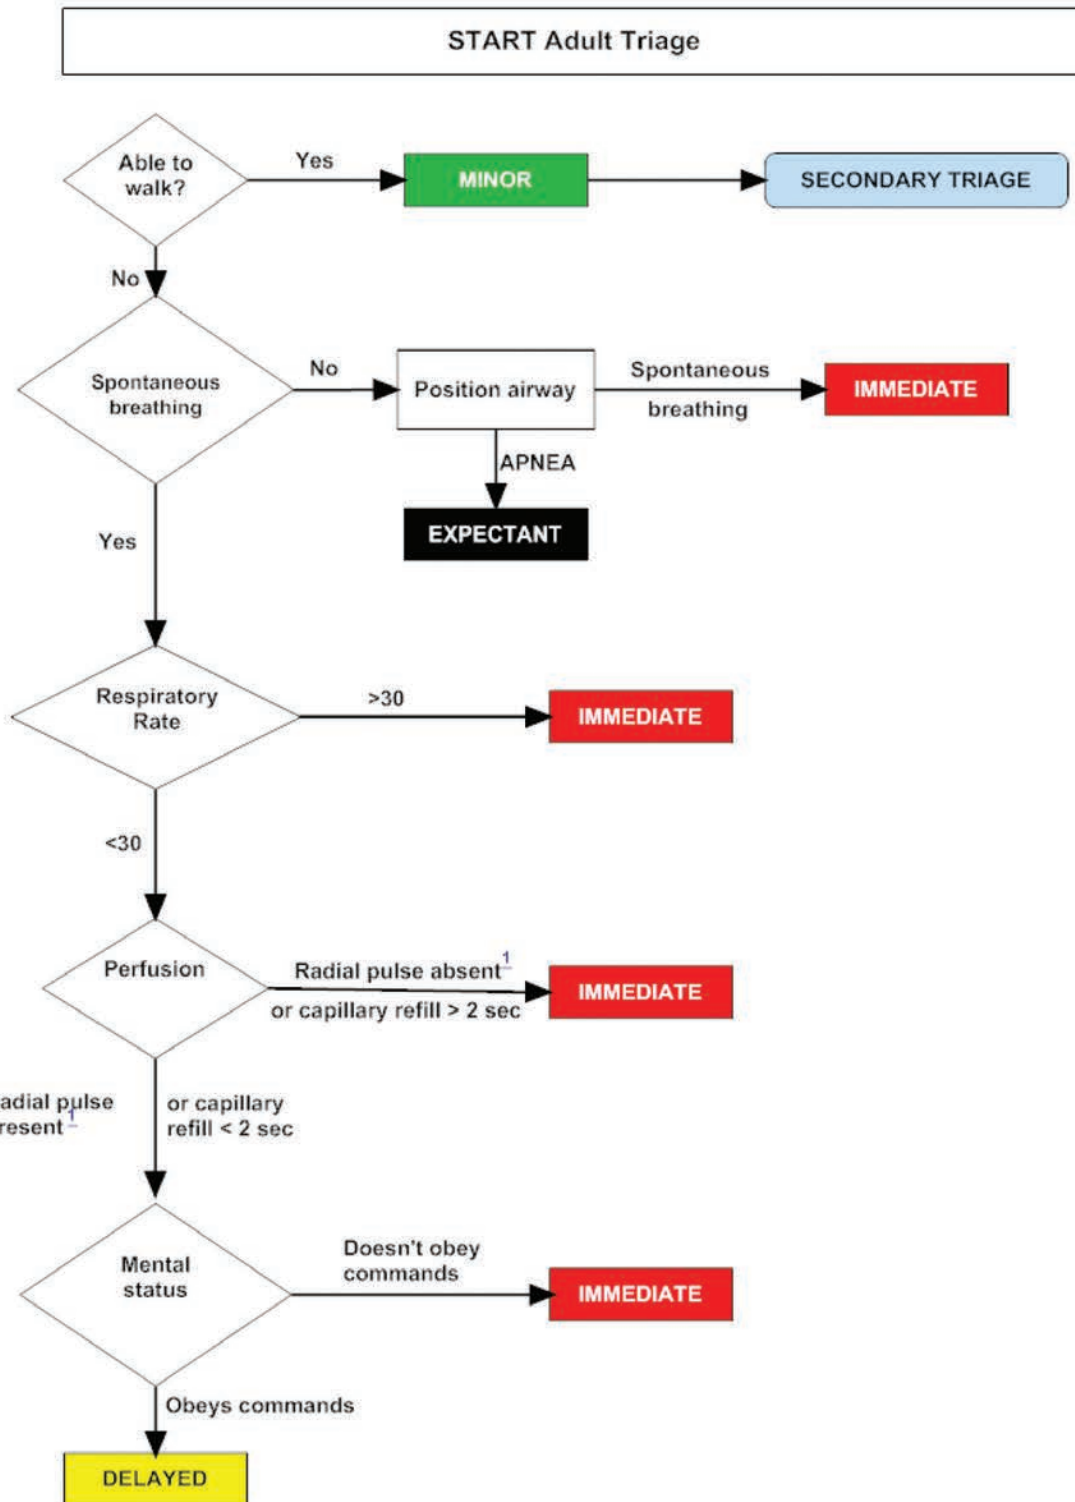 START Adult Triage
Able to
walk?
Yes
MINOR
SECONDARY TRIAGE
No
Spontaneous
breathing
No
Position airway
Spontaneous
breathing
IMMEDIATE
APNEA
EXPECTANT
Yes
Respiratory
Rate
>30
IMMEDIATE
<30
Perfusion
Radial pulse absent 1
or capillary refill > 2 sec
IMMEDIATE
adial pulse
resent 1
or capillary
refill < 2 sec
Mental
status
Doesn't obey
commands
IMMEDIATE
Obeys commands
DELAYED